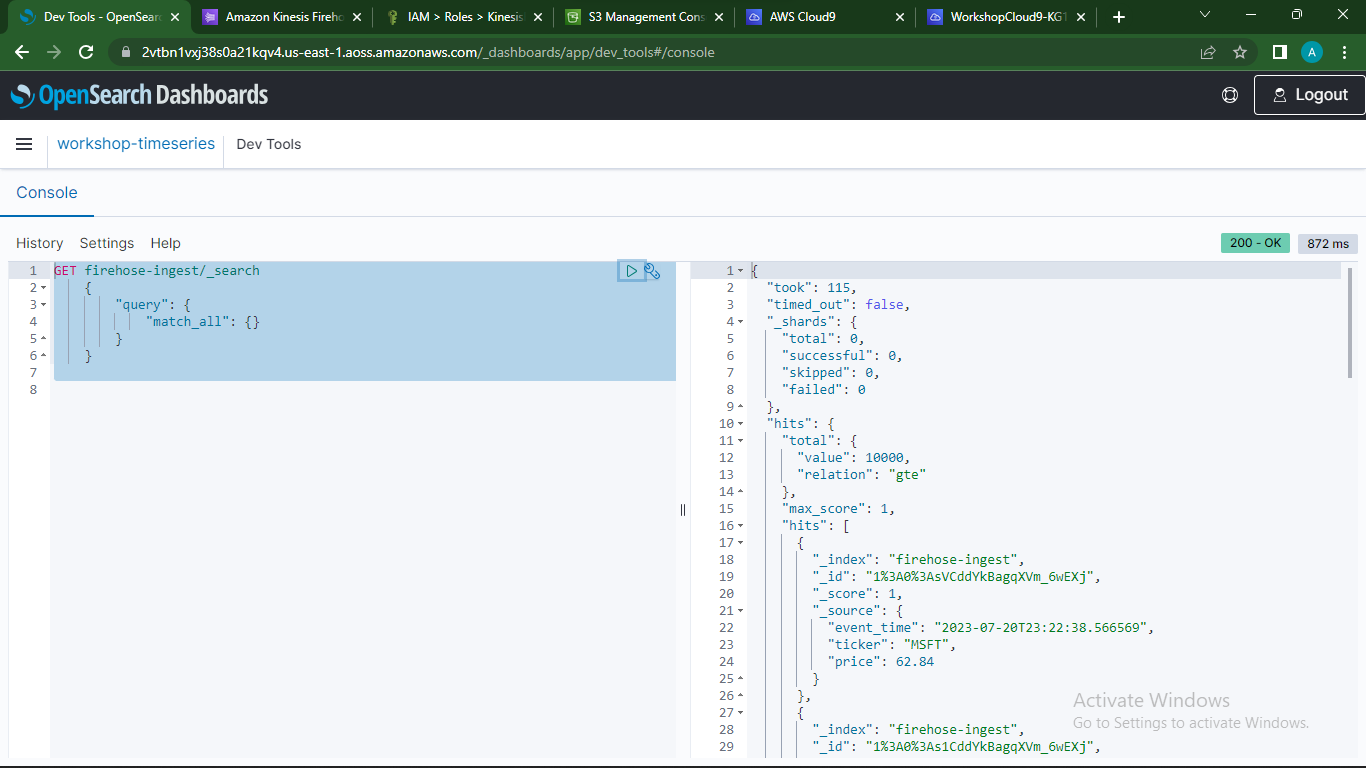 Dev Tools - OpenSearc
Amazon Kinesis Fireho
IAM > Roles > Kinesis
S3 Management Cons
AWS Cloud9
WorkshopCloud9-KG1
2vtbn1vxj38s0a21kqv4.us-east-1.aoss.amazonaws.com/_dashboards/app/dev_tools#/console
A
OpenSearch Dashboards
Logout
workshop-timeseries
Dev Tools
Console
History Settings Help
200 - OK
872 ms
1 GET firehose-ingest/_search
2 {
3 "query": {
4 "match_all": {}
5 }
6 }
7
8
1 {
2 "took": 115,
3 "timed_out": false,
4 "_shards": {
5 "total": 0,
6 "successful": 0,
7 "skipped": 0,
8 "failed": 0
9 },
10 "hits": {
11 "total": {
12 "value": 10000,
13 "relation": "gte"
14 },
15 "max_score": 1,
16 "hits": [
17 {
18 "_index": "firehose-ingest",
19 "_id": "1%3A0%3AsVCddYkBagqXVm_6wEXj",
20 "_score": 1,
21 "_source": {
22 "event_time": "2023-07-20T23:22:38.566569",
23 "ticker": "MSFT",
24 "price": 62.84
25 }
26 },
27 {
28 "_index": "firehose-ingest",
29 "_id": "1%3A0%3As1CddYkBagqXVm_6wEXj",
Activate Windows
Go to Settings to activate Windows.